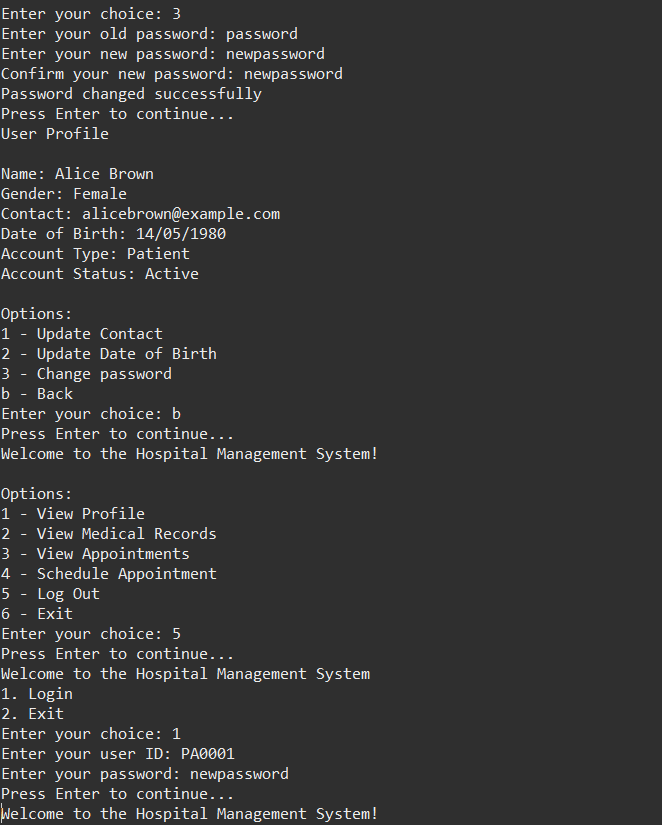 Enter your choice: 3
Enter your old password: password
Enter your new password: newpassword
Confirm your new password: newpassword
Password changed successfully
Press Enter to continue...
User Profile

Name: Alice Brown
Gender: Female
Contact: alicebrown@example.com
Date of Birth: 14/05/1980
Account Type: Patient
Account Status: Active

Options:
1 - Update Contact
2 - Update Date of Birth
3 - Change password
b - Back
Enter your choice: b
Press Enter to continue...
Welcome to the Hospital Management System!

Options:
1 - View Profile
2 - View Medical Records
3 - View Appointments
4 - Schedule Appointment
5 - Log Out
6 - Exit
Enter your choice: 5
Press Enter to continue...
Welcome to the Hospital Management System
1. Login
2. Exit
Enter your choice: 1
Enter your user ID: PA0001
Enter your password: newpassword
Press Enter to continue...
Welcome to the Hospital Management System!